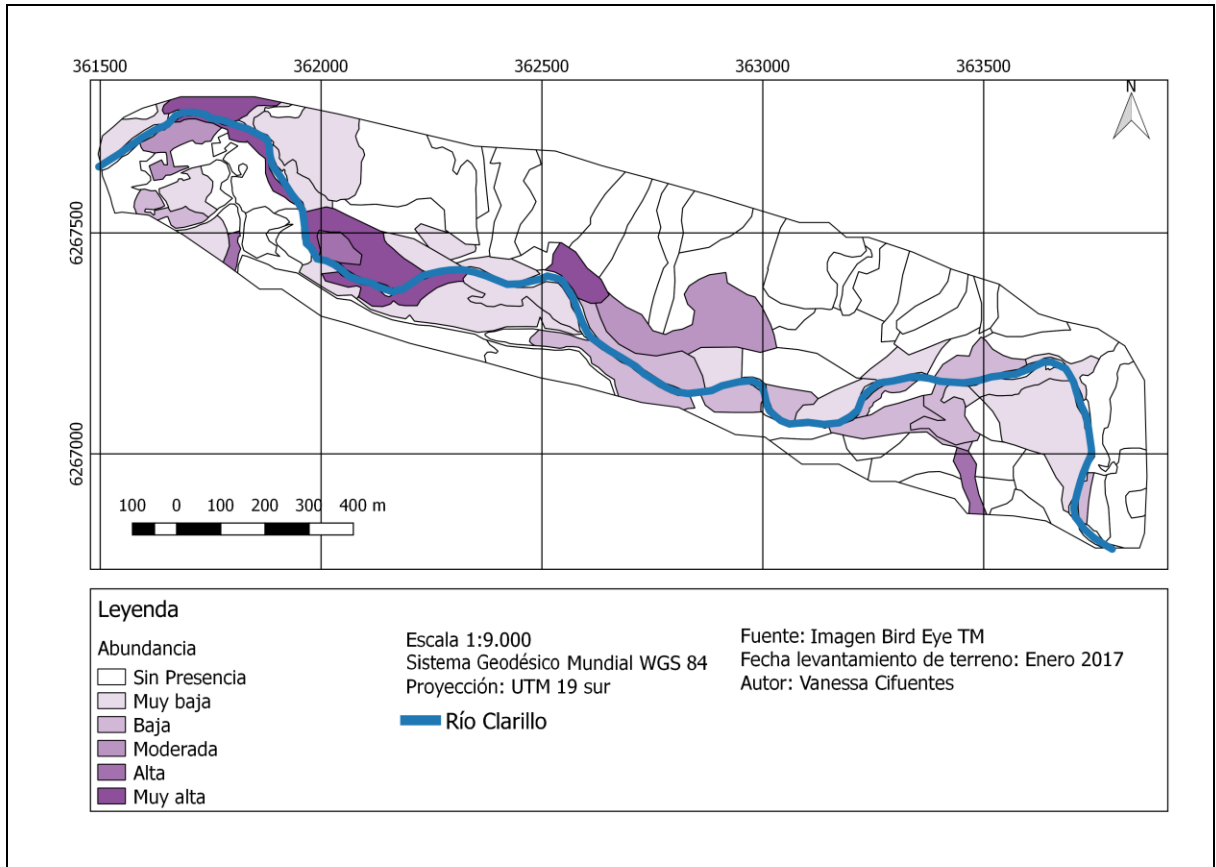 361500 362000 362500 363000 363500
N
6267500
6267000
100 0 100 200 300 400 m
Leyenda
Abundancia
Sin Presencia
Muy baja
Baja
Moderada
Alta
Muy alta
Escala 1:9.000
Sistema Geodésico Mundial WGS 84
Proyección: UTM 19 sur
Río Clarillo
Fuente: Imagen Bird Eye TM
Fecha levantamiento de terreno: Enero 2017
Autor: Vanessa Cifuentes